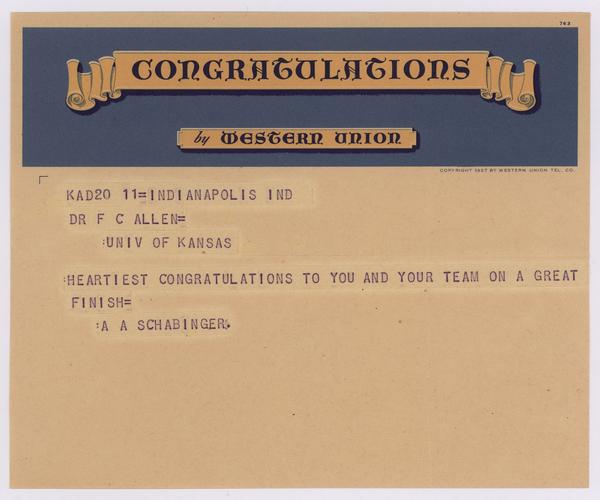 763
CONGRATULATIONS
by WESTERN UNION
COPYRIGHT 1937 BY WESTERN UNION TEL. CO.
KAD20 11=INDIANAPOLIS IND
DR F C ALLEN=
:UNIV OF KANSAS
:HEARTIEST CONGRATULATIONS TO YOU AND YOUR TEAM ON A GREAT
FINISH=
:A A SCHABINGER.